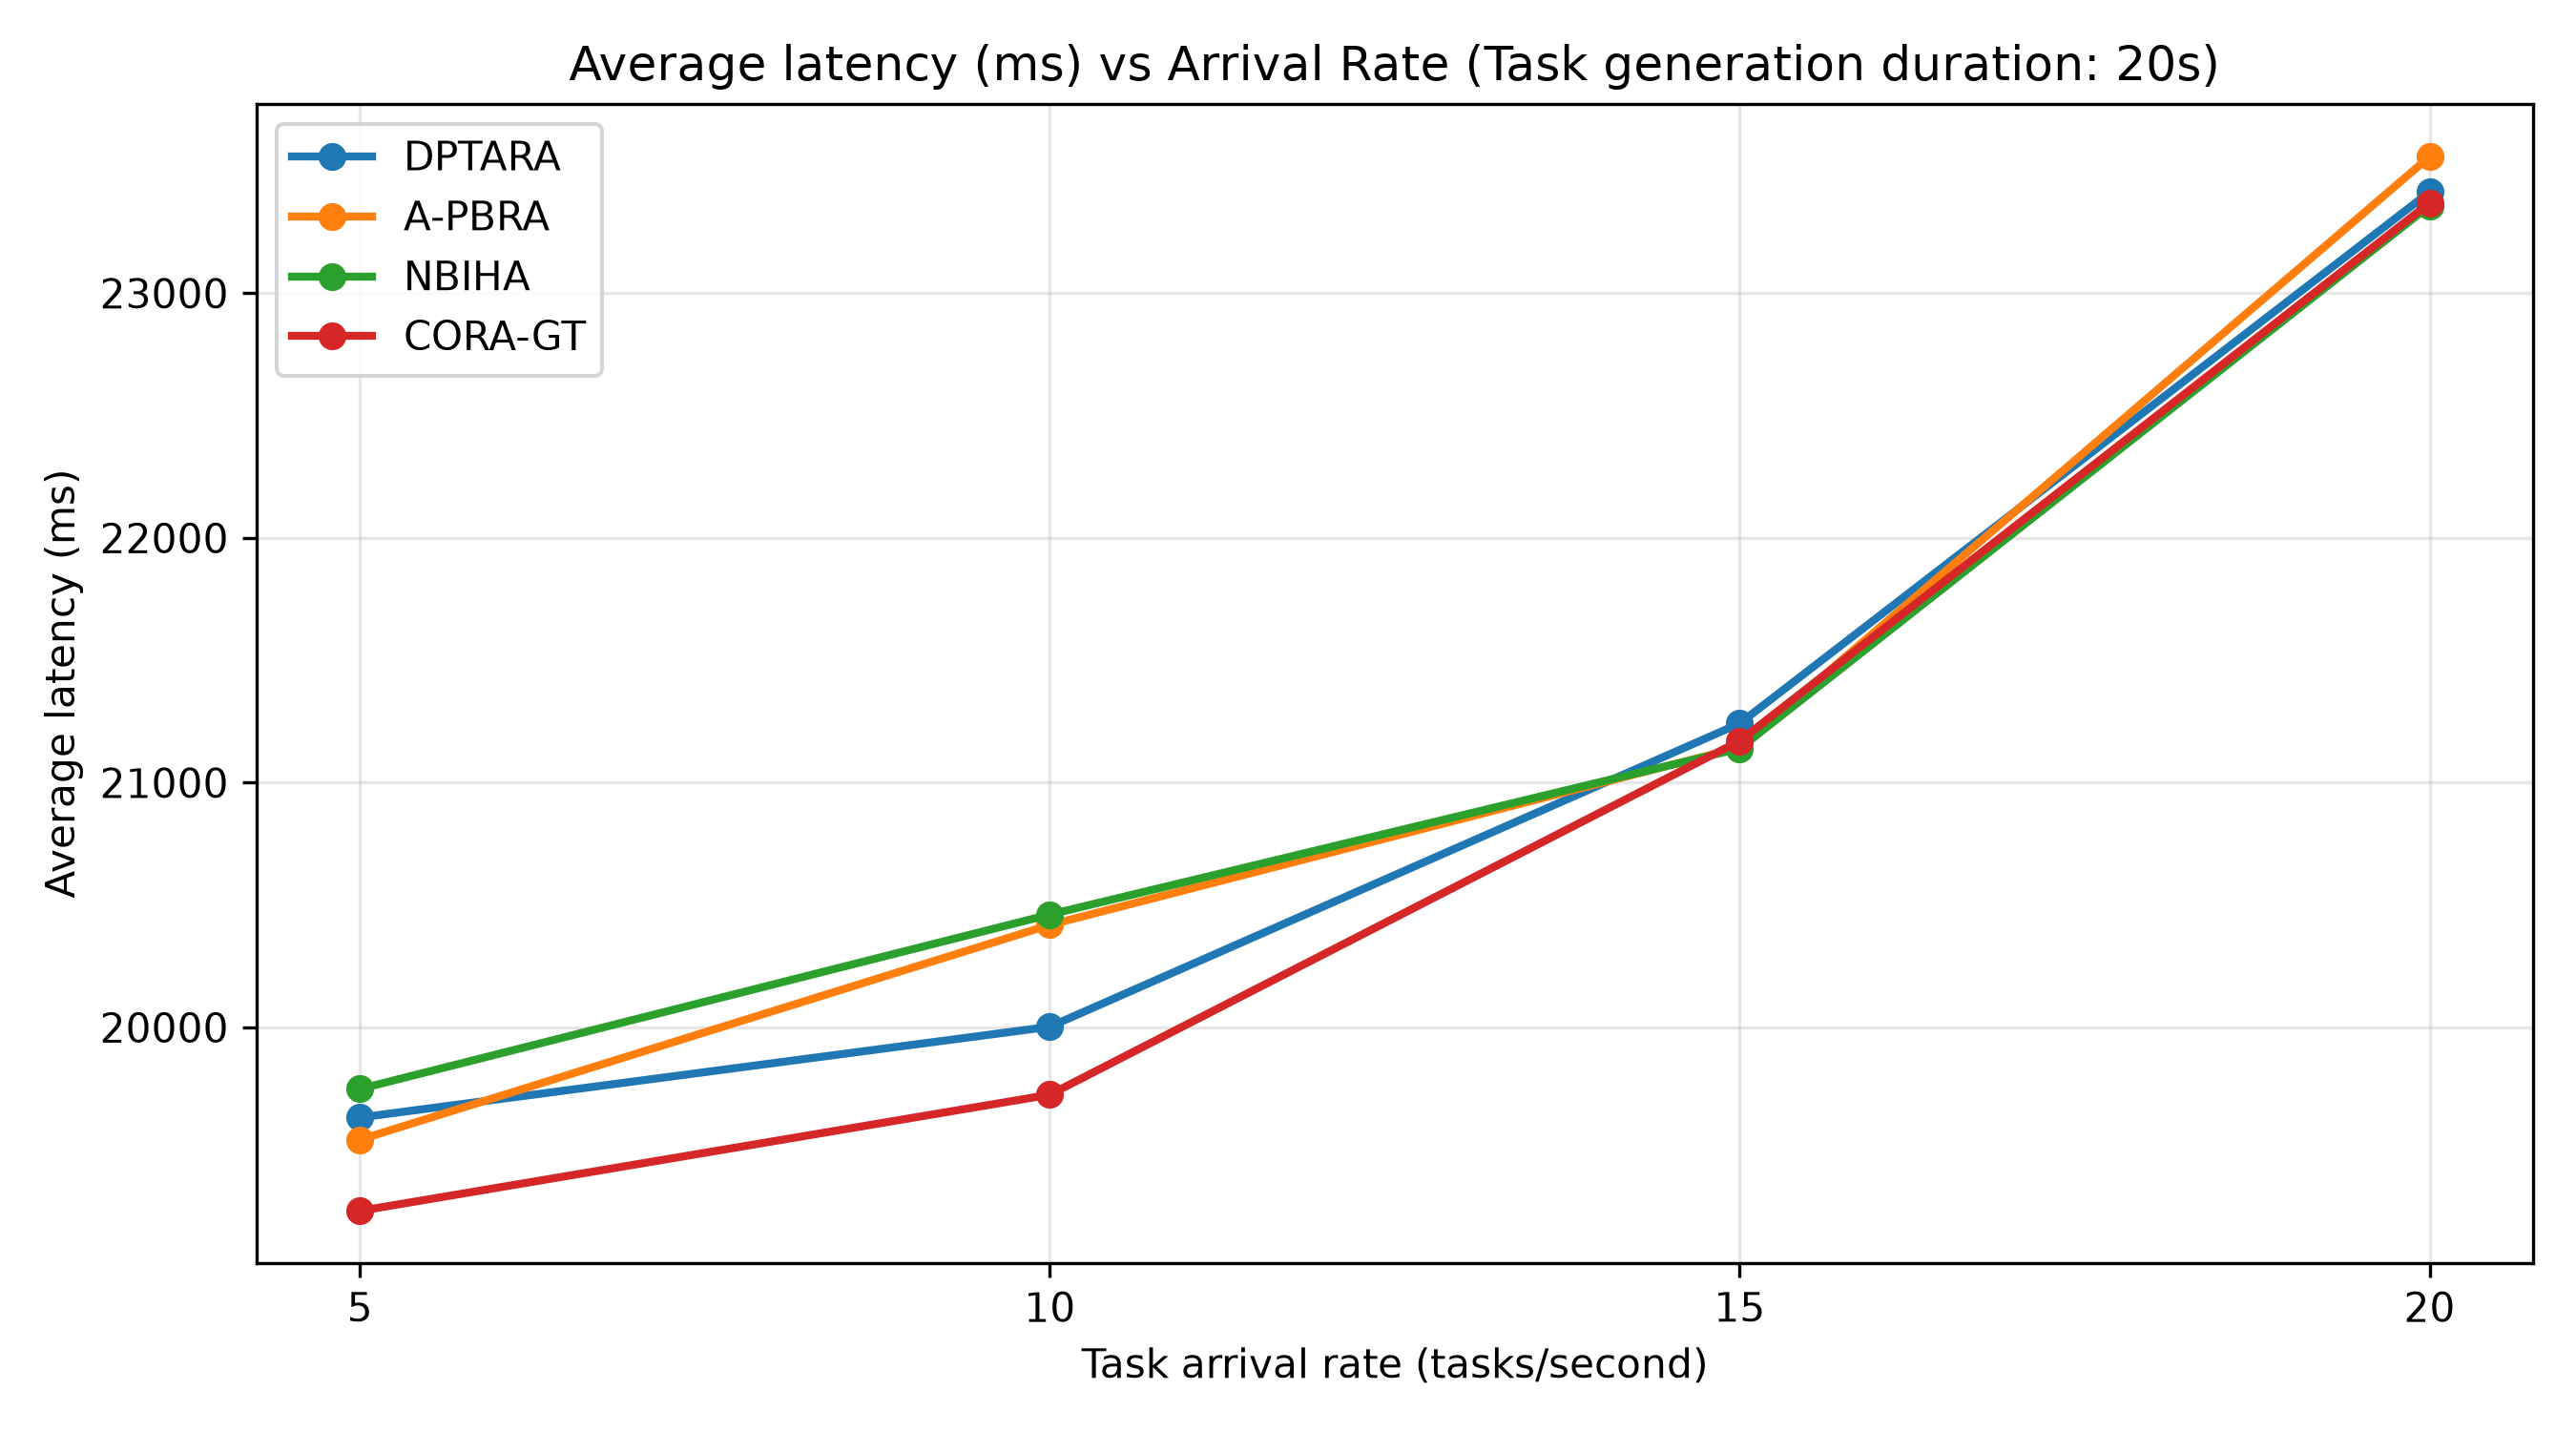 Average latency (ms) vs Arrival Rate (Task generation duration: 20s)
DPTARA
A-PBRA
NBIHA
CORA-GT
Average latency (ms)
23000
22000
21000
20000
5
10
15
20
Task arrival rate (tasks/second)